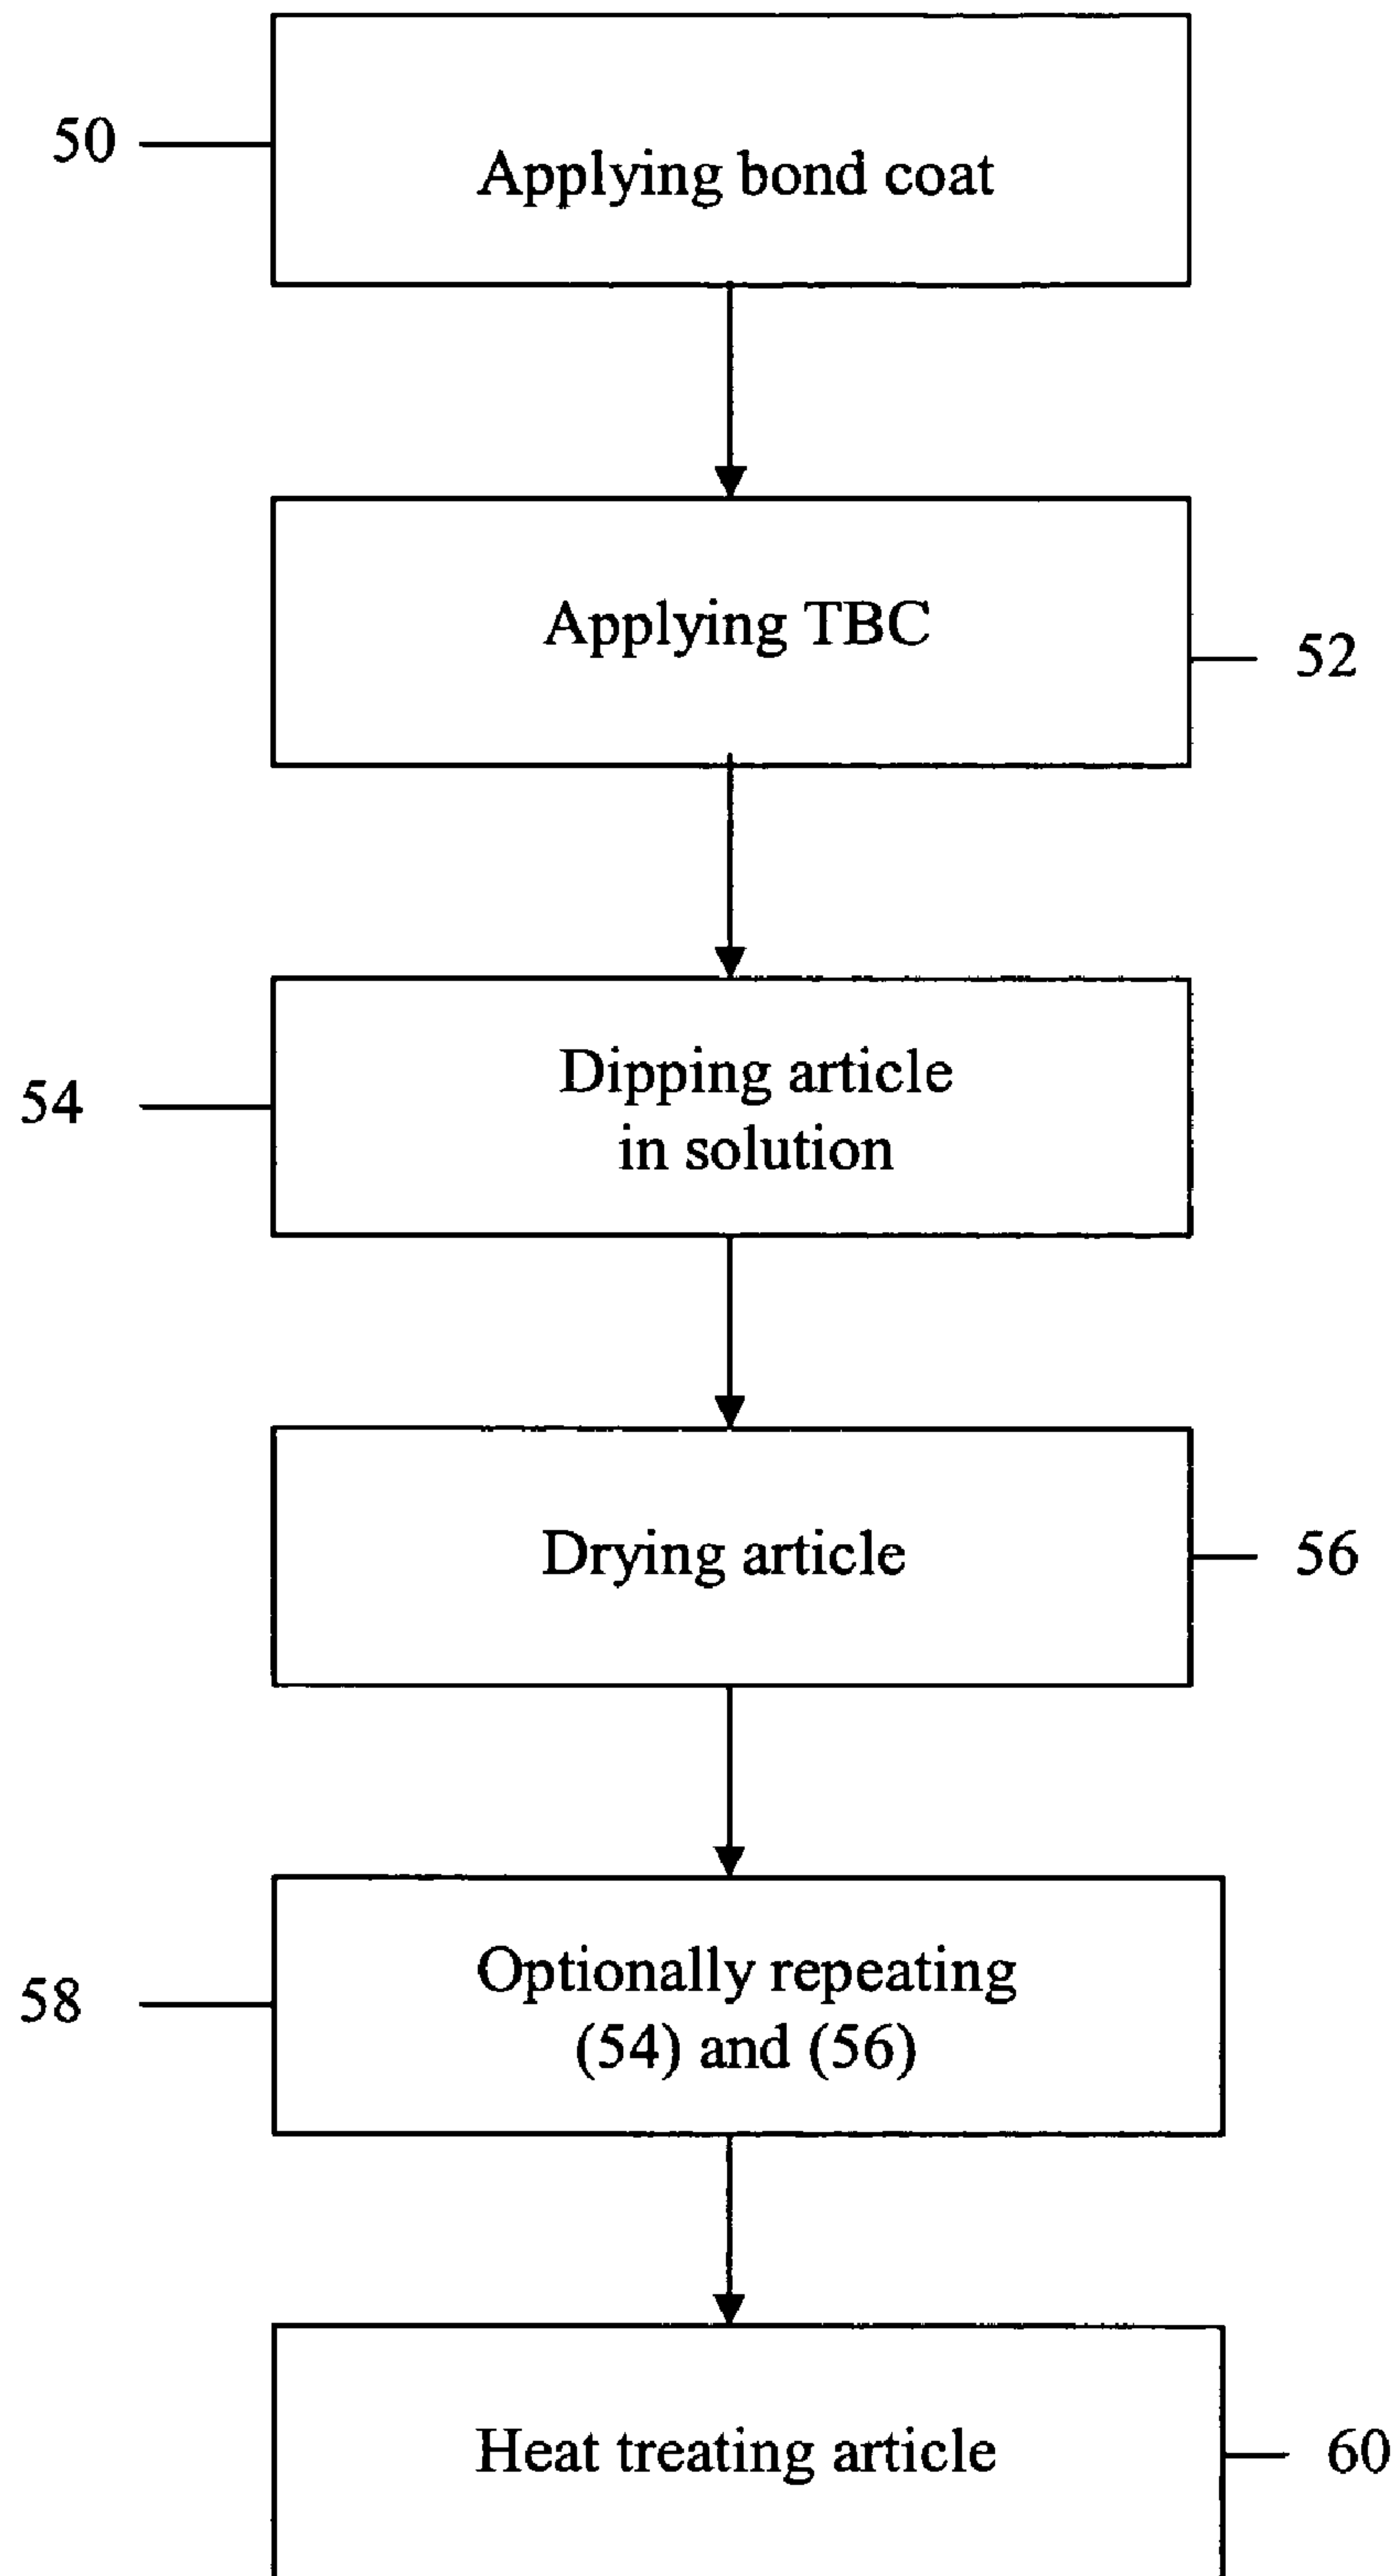 50
Applying bond coat
Applying TBC
52
Dipping article
in solution
54
Drying article
56
Optionally repeating
(54) and (56)
58
Heat treating article
60